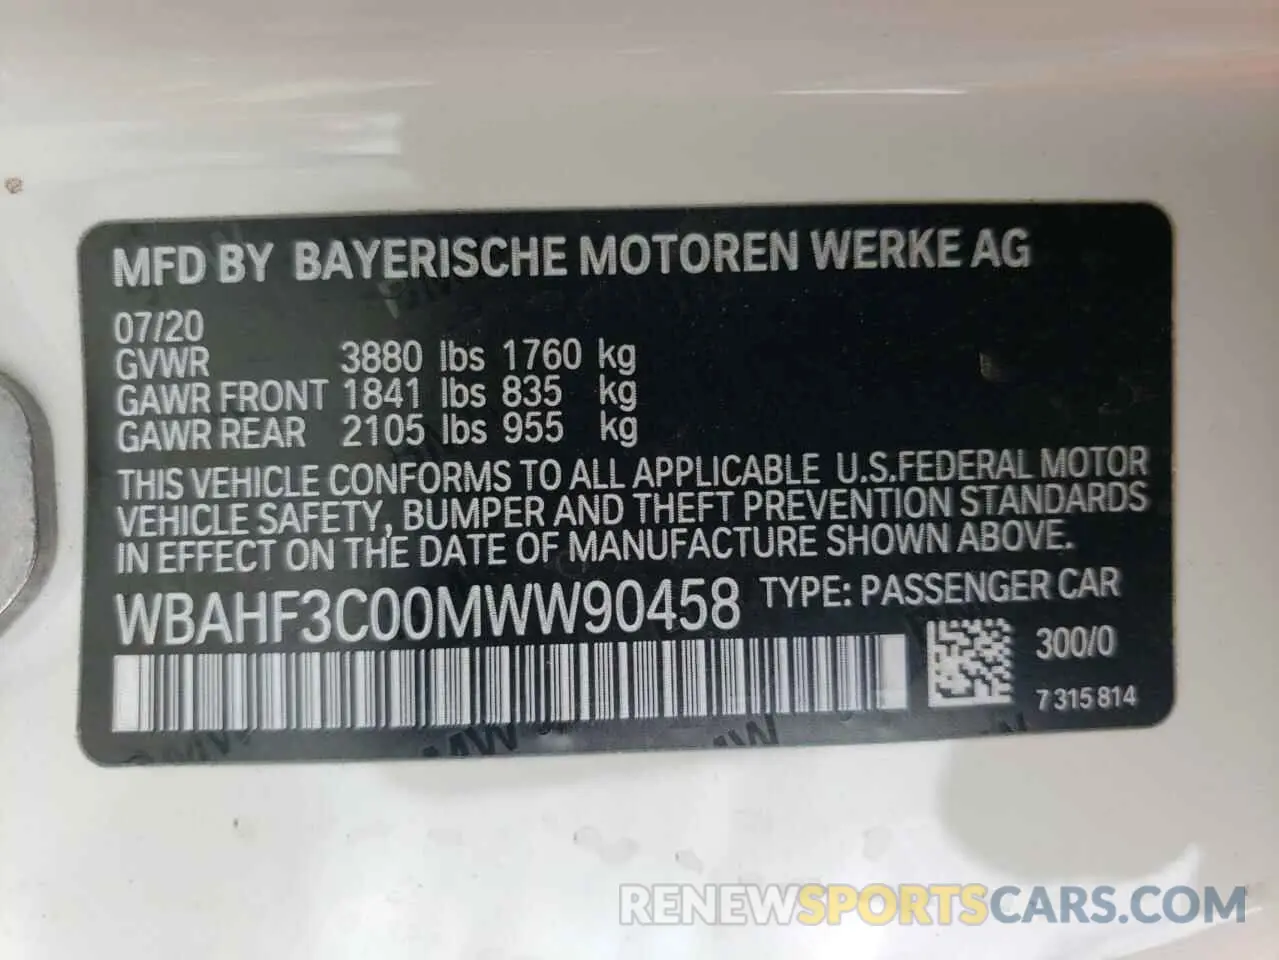 MFD BY BAYERISCHE MOTOREN WERKE AG
07/20
GVWR 3880 lbs 1760 kg
GAWR FRONT 1841 lbs 835 kg
GAWR REAR 2105 lbs 955 kg
THIS VEHICLE CONFORMS TO ALL APPLICABLE U.S.FEDERAL MOTOR
VEHICLE SAFETY, BUMPER AND THEFT PREVENTION STANDARDS
IN EFFECT ON THE DATE OF MANUFACTURE SHOWN ABOVE.
WBAHF3C00MWW90458 TYPE: PASSENGER CAR
300/0
7 315 814
BMW BMW BMW
RENEWSPORTSCARS.COM